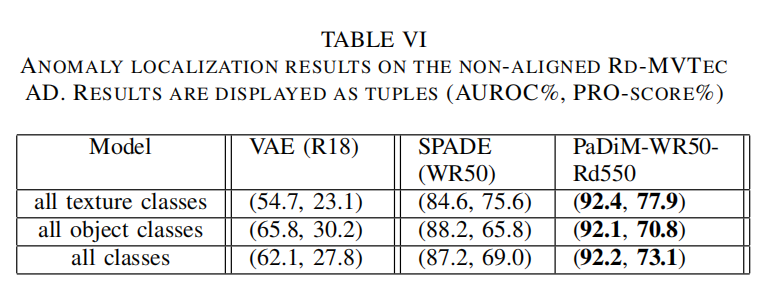 TABLE VI
ANOMALY LOCALIZATION RESULTS ON THE NON-ALIGNED RD-MVTEC
AD. RESULTS ARE DISPLAYED AS TUPLES (AUROC%, PRO-SCORE%)
Model VAE (R18) SPADE (WR50) PaDiM-WR50-Rd550
all texture classes (54.7, 23.1) (84.6, 75.6) (92.4, 77.9)
all object classes (65.8, 30.2) (88.2, 65.8) (92.1, 70.8)
all classes (62.1, 27.8) (87.2, 69.0) (92.2, 73.1)